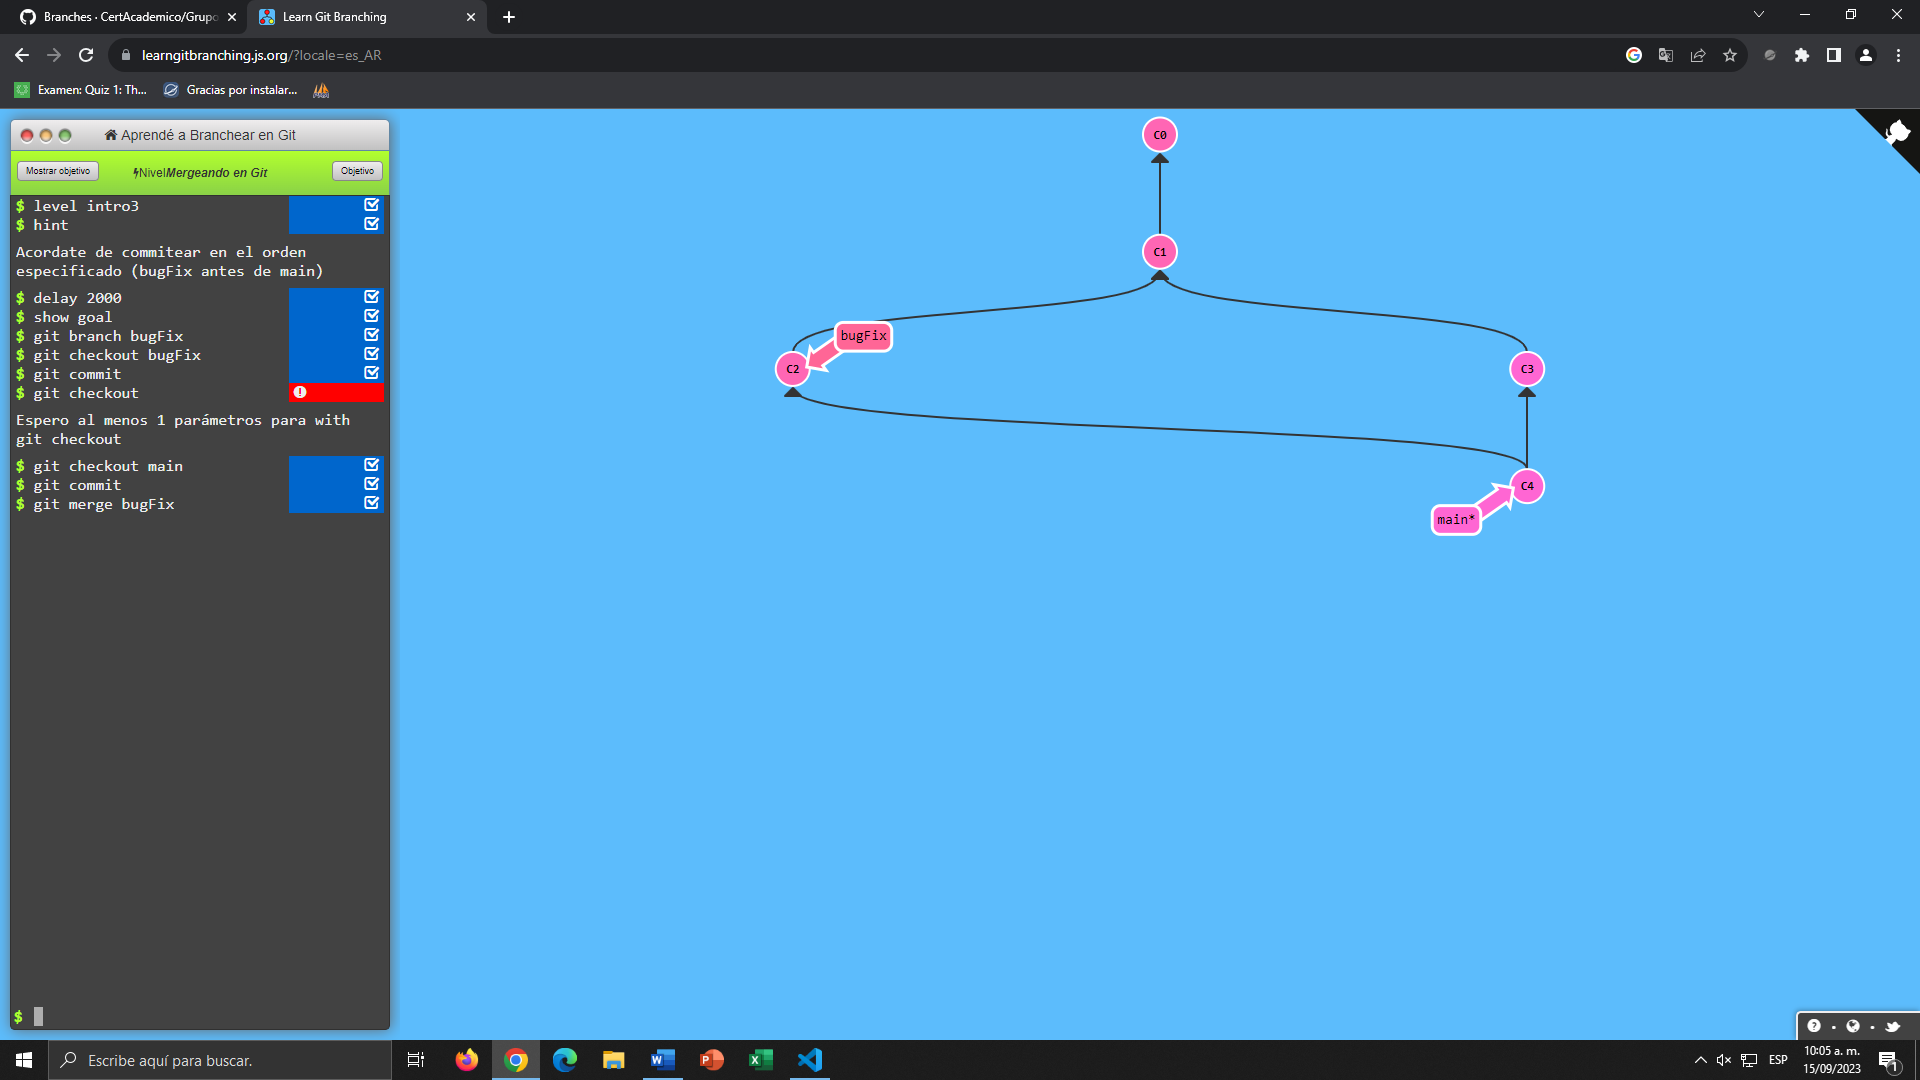 Branches · CertAcademico/Grupo
Learn Git Branching
learngitbranching.js.org/?locale=es_AR
Examen: Quiz 1: Th...
Gracias por instalar...
Aprendé a Branchear en Git
Mostrar objetivo
NivelMergeando en Git
Objetivo
$ level intro3
$ hint
Acordate de commitear en el orden
especificado (bugFix antes de main)
$ delay 2000
$ show goal
$ git branch bugFix
$ git checkout bugFix
$ git commit
$ git checkout
Espero al menos 1 parámetros para with
git checkout
$ git checkout main
$ git commit
$ git merge bugFix
$
C0
C1
bugFix
C2
C3
C4
main*
Escribe aquí para buscar.
ESP
10:05 a. m.
15/09/2023
1